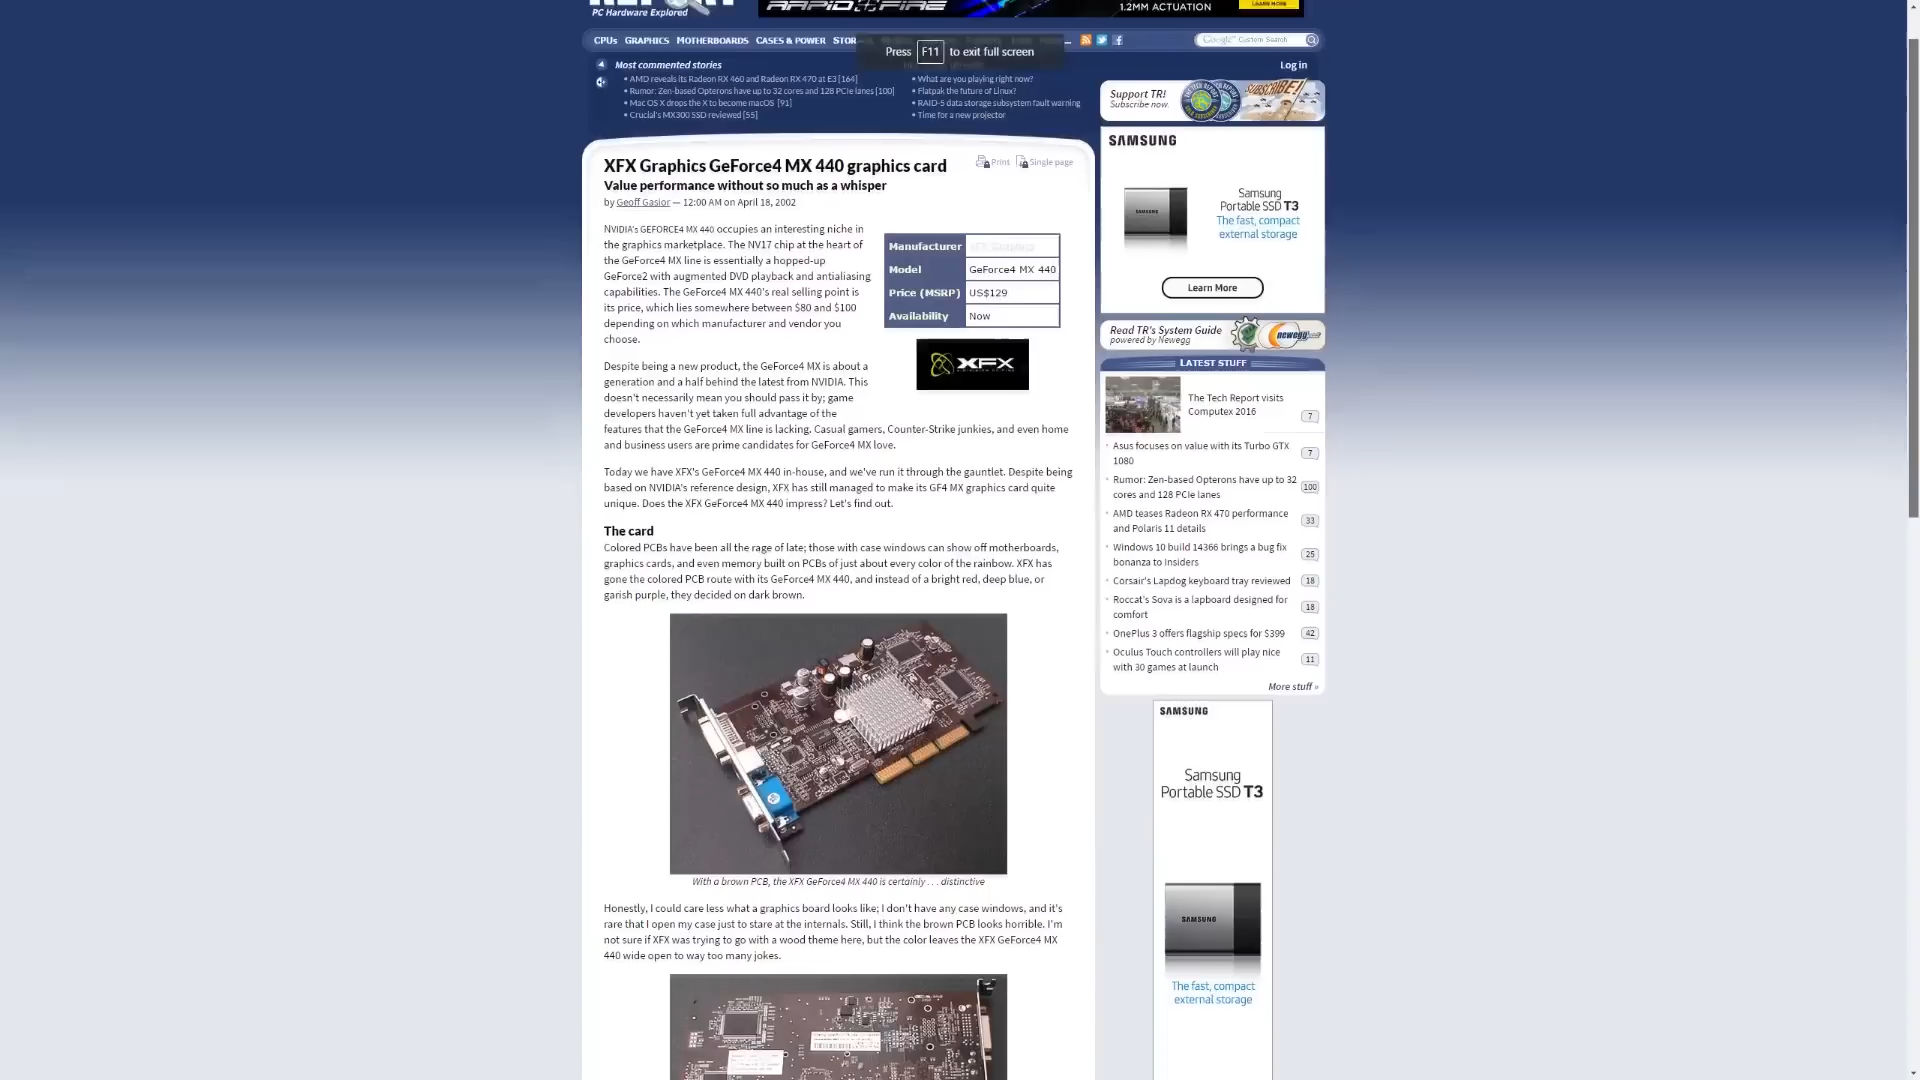 PC Hardware Explored
RAPID FIRE
1.2MM ACTUATION
LEARN MORE
CPUs GRAPHICS MOTHERBOARDS CASES & POWER
Google Custom Search
Press F11 to exit full screen
Most commented stories
• AMD reveals its Radeon RX 460 and Radeon RX 470 at E3 [164]
• Rumor: Zen-based Opterons have up to 32 cores and 128 PCIe lanes [100]
• Mac OS X drops the X to become macOS [91]
• Crucial's MX300 SSD reviewed [55]
• What are you playing right now?
• Flatpak the future of Linux?
• RAID-5 data storage subsystem fault warning
• Time for a new projector
Log in
Support TR!
Subscribe now.
SUBSCRIBE!
XFX Graphics GeForce4 MX 440 graphics card
Print Single page
Value performance without so much as a whisper
by Geoff Gasior — 12:00 AM on April 18, 2002
NVIDIA's GEFORCE4 MX 440 occupies an interesting niche in
the graphics marketplace. The NV17 chip at the heart of
the GeForce4 MX line is essentially a hopped-up
GeForce2 with augmented DVD playback and antialiasing
capabilities. The GeForce4 MX 440's real selling point is
its price, which lies somewhere between $80 and $100
depending on which manufacturer and vendor you
choose.
Manufacturer XFX Graphics
Model GeForce4 MX 440
Price (MSRP) US$129
Availability Now
XFX
Despite being a new product, the GeForce4 MX is about a
generation and a half behind the latest from NVIDIA. This
doesn't necessarily mean you should pass it by; game
developers haven't yet taken full advantage of the
features that the GeForce4 MX line is lacking. Casual gamers, Counter-Strike junkies, and even home
and business users are prime candidates for GeForce4 MX love.
Today we have XFX's GeForce4 MX 440 in-house, and we've run it through the gauntlet. Despite being
based on NVIDIA's reference design, XFX has still managed to make its GF4 MX graphics card quite
unique. Does the XFX GeForce4 MX 440 impress? Let's find out.
The card
Colored PCBs have been all the rage of late; those with case windows can show off motherboards,
graphics cards, and even memory built on PCBs of just about every color of the rainbow. XFX has
gone the colored PCB route with its GeForce4 MX 440, and instead of a bright red, deep blue, or
garish purple, they decided on dark brown.
With a brown PCB, the XFX GeForce4 MX 440 is certainly . . . distinctive
Honestly, I could care less what a graphics board looks like; I don't have any case windows, and it's
rare that I open my case just to stare at the internals. Still, I think the brown PCB looks horrible. I'm
not sure if XFX was trying to go with a wood theme here, but the color leaves the XFX GeForce4 MX
440 wide open to way too many jokes.
SAMSUNG
SAMSUNG
Samsung
Portable SSD T3
The fast, compact
external storage
Learn More
Read TR's System Guide
powered by Newegg
newegg
LATEST STUFF
The Tech Report visits
Computex 2016
7
Asus focuses on value with its Turbo GTX
1080
7
Rumor: Zen-based Opterons have up to 32
cores and 128 PCIe lanes
100
AMD teases Radeon RX 470 performance
and Polaris 11 details
33
Windows 10 build 14366 brings a bug fix
bonanza to Insiders
25
Corsair's Lapdog keyboard tray reviewed
18
Roccat's Sova is a lapboard designed for
comfort
18
OnePlus 3 offers flagship specs for $399
42
Oculus Touch controllers will play nice
with 30 games at launch
11
More stuff »
SAMSUNG
Samsung
Portable SSD T3
SAMSUNG
The fast, compact
external storage